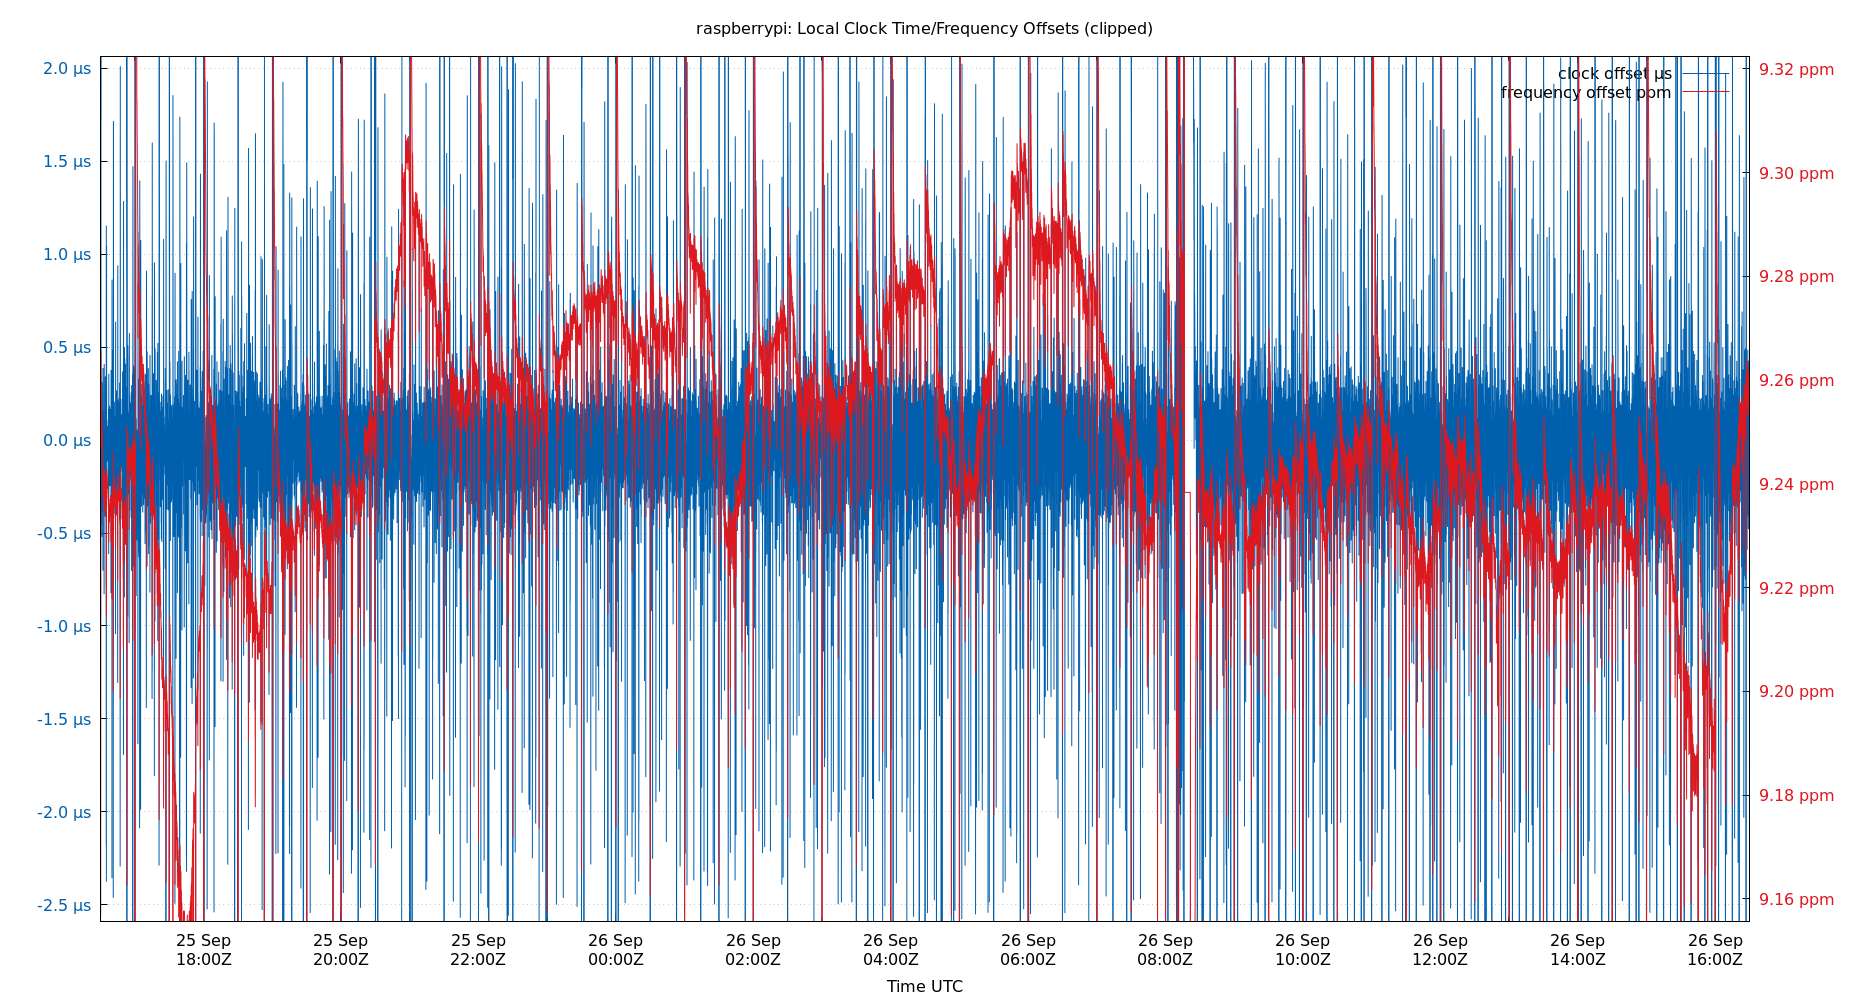 raspberrypi: Local Clock Time/Frequency Offsets (clipped)
clock offset µs
frequency offset ppm
2.0 µs
1.5 µs
1.0 µs
0.5 µs
0.0 µs
-0.5 µs
-1.0 µs
-1.5 µs
-2.0 µs
-2.5 µs
9.32 ppm
9.30 ppm
9.28 ppm
9.26 ppm
9.24 ppm
9.22 ppm
9.20 ppm
9.18 ppm
9.16 ppm
25 Sep 25 Sep 25 Sep 26 Sep 26 Sep 26 Sep 26 Sep 26 Sep 26 Sep 26 Sep 26 Sep 26 Sep
18:00Z 20:00Z 22:00Z 00:00Z 02:00Z 04:00Z 06:00Z 08:00Z 10:00Z 12:00Z 14:00Z 16:00Z
Time UTC